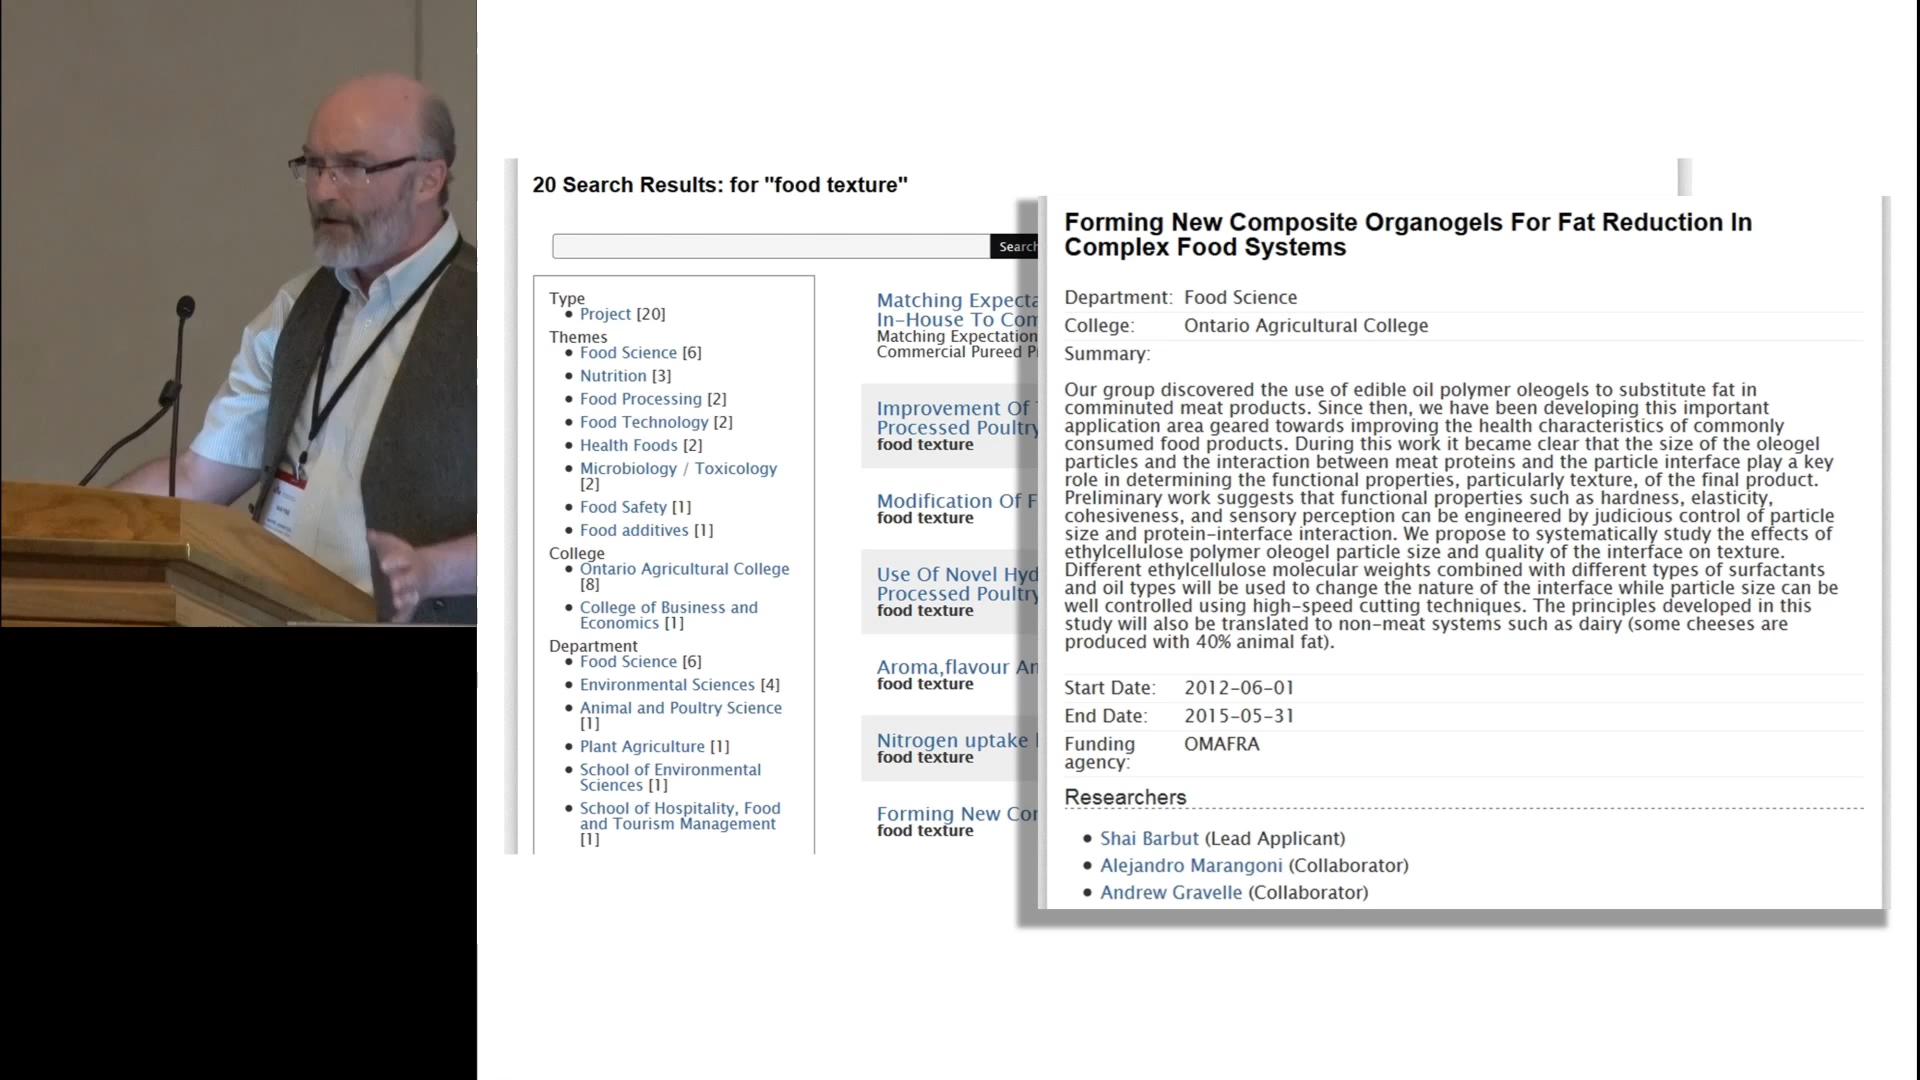 20 Search Results: for "food texture"
Search
Type
• Project [20]
Themes
• Food Science [6]
• Nutrition [3]
• Food Processing [2]
• Food Technology [2]
• Health Foods [2]
• Microbiology / Toxicology
[2]
• Food Safety [1]
• Food additives [1]
College
• Ontario Agricultural College
[8]
• College of Business and
Economics [1]
Department
• Food Science [6]
• Environmental Sciences [4]
• Animal and Poultry Science
[1]
• Plant Agriculture [1]
• School of Environmental
Sciences [1]
• School of Hospitality, Food
and Tourism Management
[1]
Matching Expecta
In-House To Com
Matching Expectation
Commercial Pureed P
Improvement Of
Processed Poultry
food texture
Modification Of F
food texture
Use Of Novel Hyd
Processed Poultry
food texture
Aroma,flavour An
food texture
Nitrogen uptake
food texture
Forming New Cor
food texture
Forming New Composite Organogels For Fat Reduction In
Complex Food Systems
Department: Food Science
College: Ontario Agricultural College
Summary:
Our group discovered the use of edible oil polymer oleogels to substitute fat in
comminuted meat products. Since then, we have been developing this important
application area geared towards improving the health characteristics of commonly
consumed food products. During this work it became clear that the size of the oleogel
particles and the interaction between meat proteins and the particle interface play a key
role in determining the functional properties, particularly texture, of the final product.
Preliminary work suggests that functional properties such as hardness, elasticity,
cohesiveness, and sensory perception can be engineered by judicious control of particle
size and protein-interface interaction. We propose to systematically study the effects of
ethylcellulose polymer oleogel particle size and quality of the interface on texture.
Different ethylcellulose molecular weights combined with different types of surfactants
and oil types will be used to change the nature of the interface while particle size can be
well controlled using high-speed cutting techniques. The principles developed in this
study will also be translated to non-meat systems such as dairy (some cheeses are
produced with 40% animal fat).
Start Date: 2012-06-01
End Date: 2015-05-31
Funding OMAFRA
agency:
Researchers
• Shai Barbut (Lead Applicant)
• Alejandro Marangoni (Collaborator)
• Andrew Gravelle (Collaborator)